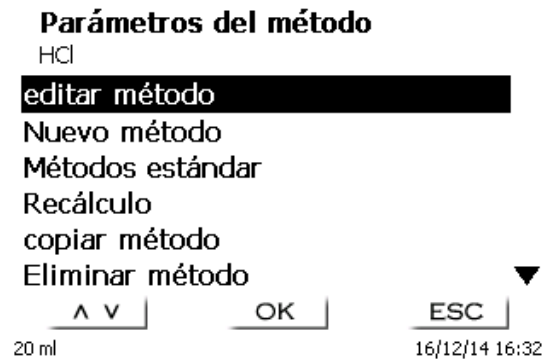 Parámetros del método
HCl
editar método
Nuevo método
Métodos estándar
Recálculo
copiar método
Eliminar método
∧ ∨ OK ESC
20 ml 16/12/14 16:32